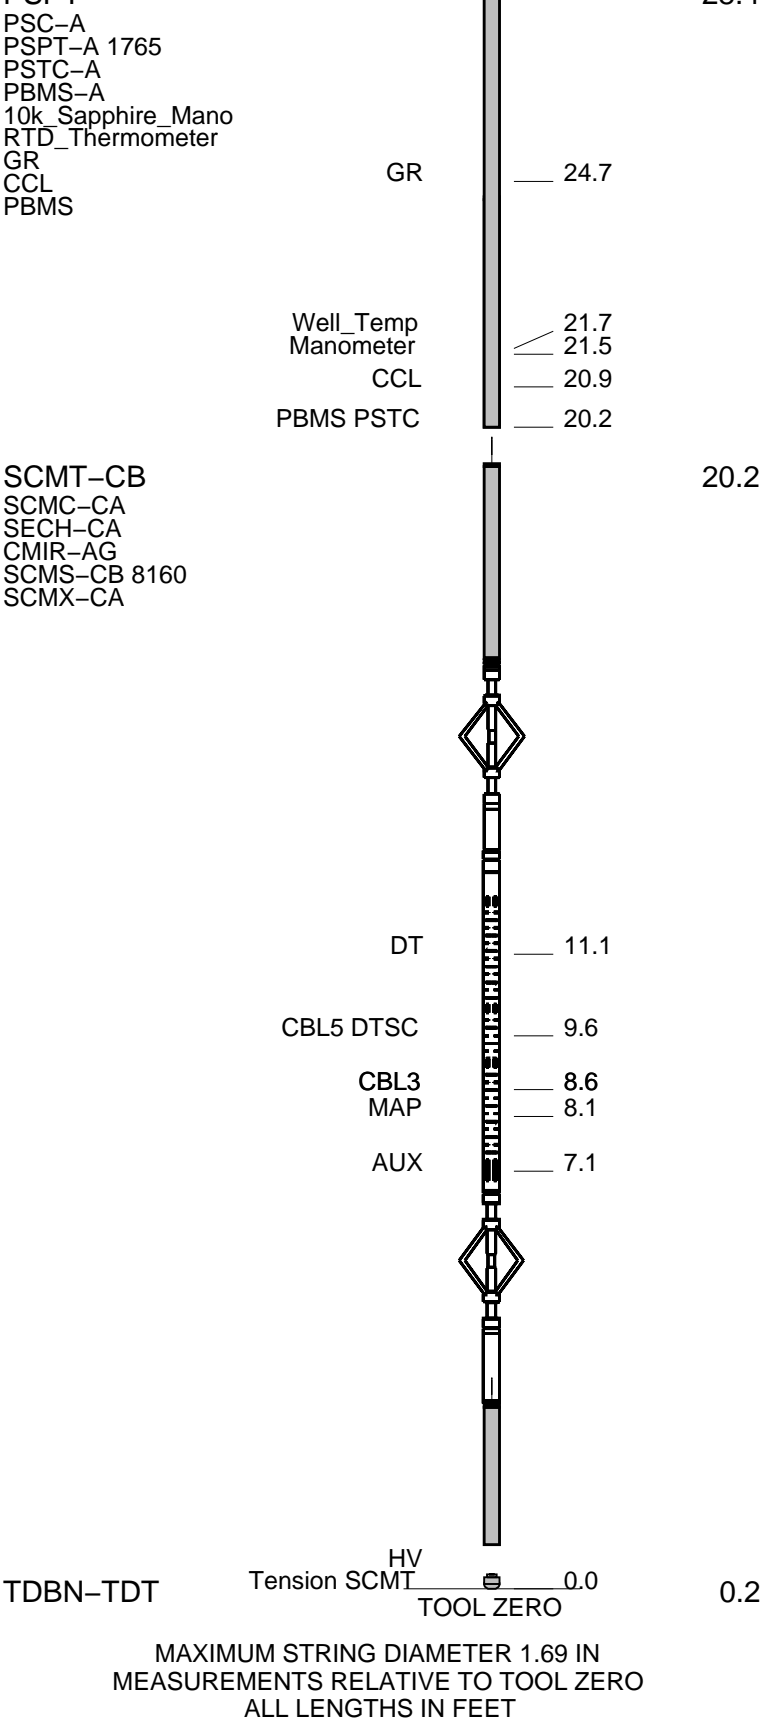 PSC−A
PSPT−A 1765
PSTC−A
PBMS−A
10k_Sapphire_Mano
RTD_Thermometer
GR
CCL
PBMS
GR 24.7
Well_Temp 21.7
Manometer 21.5
CCL 20.9
PBMS PSTC 20.2
SCMT−CB 20.2
SCMC−CA
SECH−CA
CMIR−AG
SCMS−CB 8160
SCMX−CA
DT 11.1
CBL5 DTSC 9.6
CBL3 8.6
MAP 8.1
AUX 7.1
HV
Tension SCMT 0.0
TDBN−TDT 0.2
TOOL ZERO
MAXIMUM STRING DIAMETER 1.69 IN
MEASUREMENTS RELATIVE TO TOOL ZERO
ALL LENGTHS IN FEET